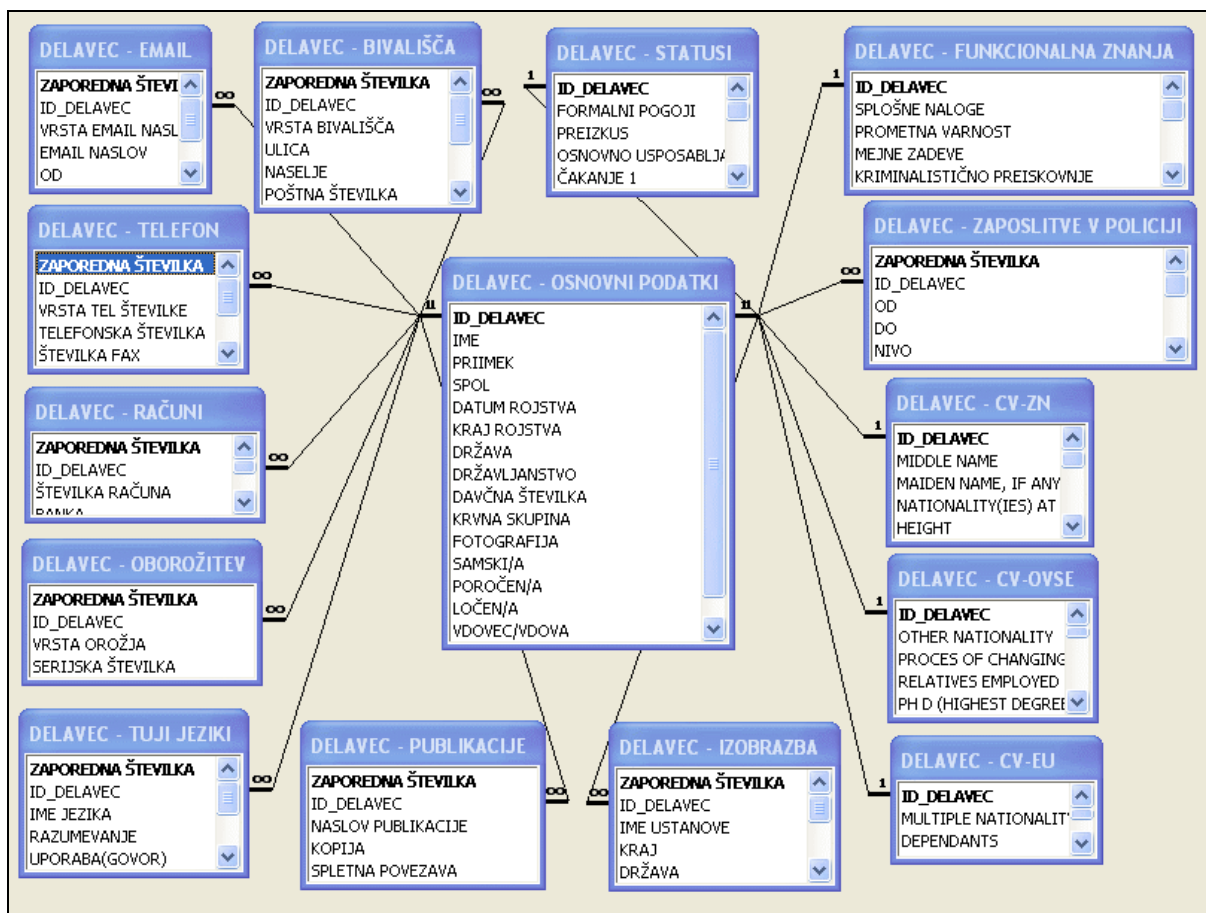 DELAVEC - EMAIL
ZAPOREDNA ŠTEVI
ID_DELAVEC
VRSTA EMAIL NASL
EMAIL NASLOV
OD
∞
DELAVEC - BIVALIŠČA
ZAPOREDNA ŠTEVILKA
ID_DELAVEC
VRSTA BIVALIŠČA
ULICA
NASELJE
POŠTNA ŠTEVILKA
∞
DELAVEC - STATUSI
1
ID_DELAVEC
FORMALNI POGOJI
PREIZKUS
OSNOVNO USPOSABLJA
ČAKANJE 1
DELAVEC - FUNKCIONALNA ZNANJA
1
ID_DELAVEC
SPLOŠNE NALOGE
PROMETNA VARNOST
MEJNE ZADEVE
KRIMINALISTIČNO PREISKOVNJE
DELAVEC - TELEFON
ZAPOREDNA ŠTEVILKA
ID_DELAVEC
VRSTA TEL ŠTEVILKE
TELEFONSKA ŠTEVILKA
ŠTEVILKA FAX
∞
DELAVEC - OSNOVNI PODATKI
11
11
ID_DELAVEC
IME
PRIIMEK
SPOL
DATUM ROJSTVA
KRAJ ROJSTVA
DRŽAVA
DRŽAVLJANSTVO
DAVČNA ŠTEVILKA
KRVNA SKUPINA
FOTOGRAFIJA
SAMSKI/A
POROČEN/A
LOČEN/A
VDOVEC/VDOVA
DELAVEC - ZAPOSLITVE V POLICIJI
∞
ZAPOREDNA ŠTEVILKA
ID_DELAVEC
OD
DO
NIVO
DELAVEC - RAČUNI
ZAPOREDNA ŠTEVILKA
ID_DELAVEC
ŠTEVILKA RAČUNA
BANKA
∞
DELAVEC - CV-ZN
1
ID_DELAVEC
MIDDLE NAME
MAIDEN NAME, IF ANY
NATIONALITY(IES) AT
HEIGHT
DELAVEC - OBOROŽITEV
ZAPOREDNA ŠTEVILKA
ID_DELAVEC
VRSTA OROŽJA
SERIJSKA ŠTEVILKA
∞
DELAVEC - CV-OVSE
1
ID_DELAVEC
OTHER NATIONALITY
PROCES OF CHANGING
RELATIVES EMPLOYED
PH D (HIGHEST DEGREE
DELAVEC - TUJI JEZIKI
ZAPOREDNA ŠTEVILKA
ID_DELAVEC
IME JEZIKA
RAZUMEVANJE
UPORABA(GOVOR)
∞
DELAVEC - PUBLIKACIJE
ZAPOREDNA ŠTEVILKA
ID_DELAVEC
NASLOV PUBLIKACIJE
KOPIJA
SPLETNA POVEZAVA
∞
DELAVEC - IZOBRAZBA
∞
ZAPOREDNA ŠTEVILKA
ID_DELAVEC
IME USTANOVE
KRAJ
DRŽAVA
DELAVEC - CV-EU
1
ID_DELAVEC
MULTIPLE NATIONALIT
DEPENDANTS